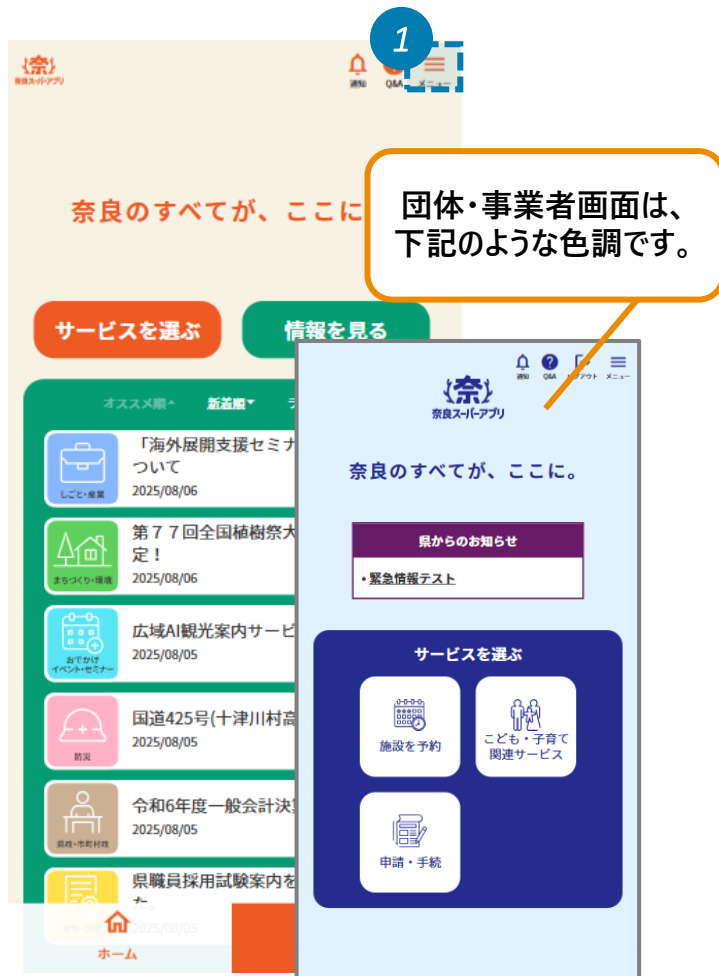 1
奈
奈良スーパーアプリ
通知
Q&A
メニュー
奈良のすべてが、ここに
団体・事業者画面は、
下記のような色調です。
サービスを選ぶ
情報を見る
オススメ順
新着順
しごと・産業
「海外展開支援セミナ
ついて
2025/08/06
まちづくり・環境
第77回全国植樹祭大
定！
2025/08/06
おでかけ
イベント・セミナー
広域AI観光案内サービ
2025/08/05
防災
国道425号(十津川村高
2025/08/05
県政・市町村政
令和6年度一般会計決
2025/08/05
県職員採用試験案内を
た。
2025/08/05
ホーム
通知
Q&A
ログアウト
メニュー
奈
奈良スーパーアプリ
奈良のすべてが、ここに。
県からのお知らせ
・緊急情報テスト
サービスを選ぶ
施設を予約
こども・子育て
関連サービス
申請・手続